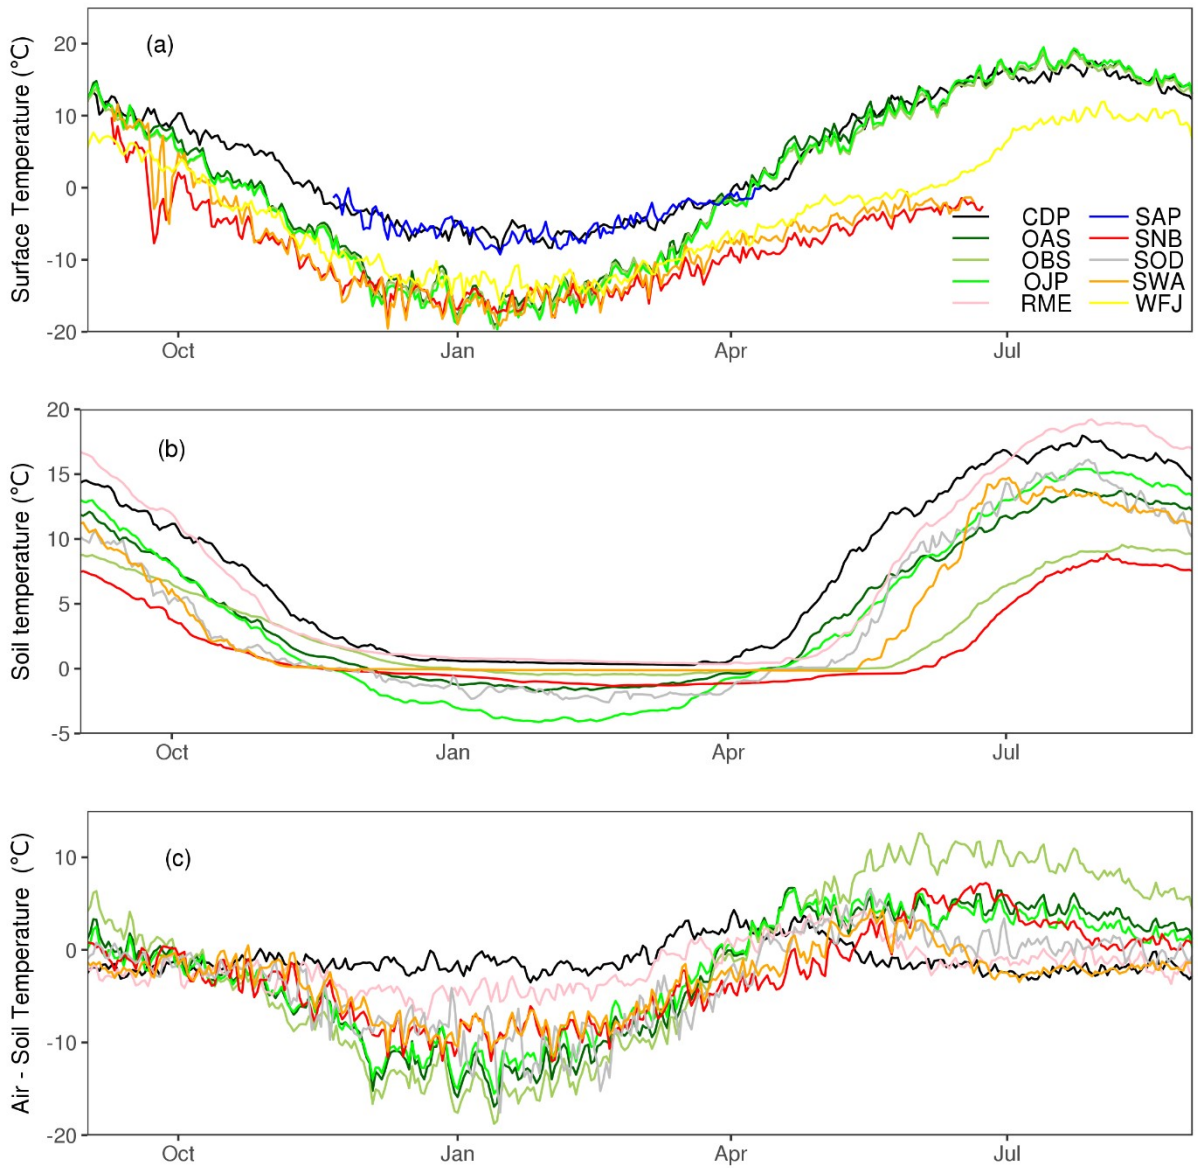 Surface Temperature (°C)
(a)
20
10
0
-10
-20
CDP SAP
OAS SNB
OBS SOD
OJP SWA
RME WFJ
Oct Jan Apr Jul
Soil temperature (°C)
(b)
20
15
10
5
0
-5
Oct Jan Apr Jul
Air - Soil Temperature (°C)
(c)
10
0
-10
-20
Oct Jan Apr Jul